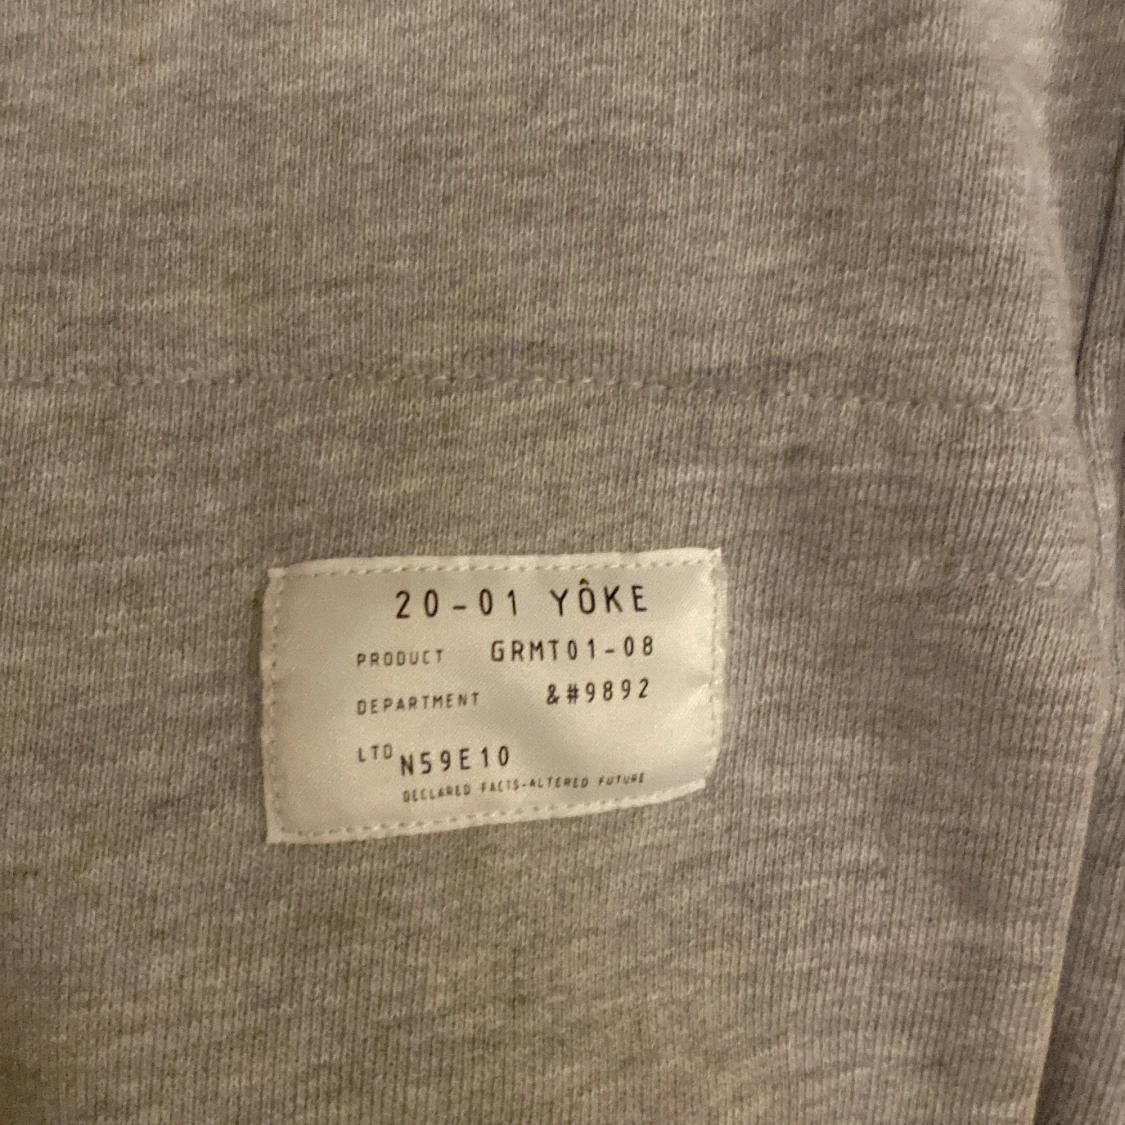 20-01 YÔKE
PRODUCT GRMT01-08
DEPARTMENT &#9892
LTD N59E10
DECLARED FACTS-ALTERED FUTURE